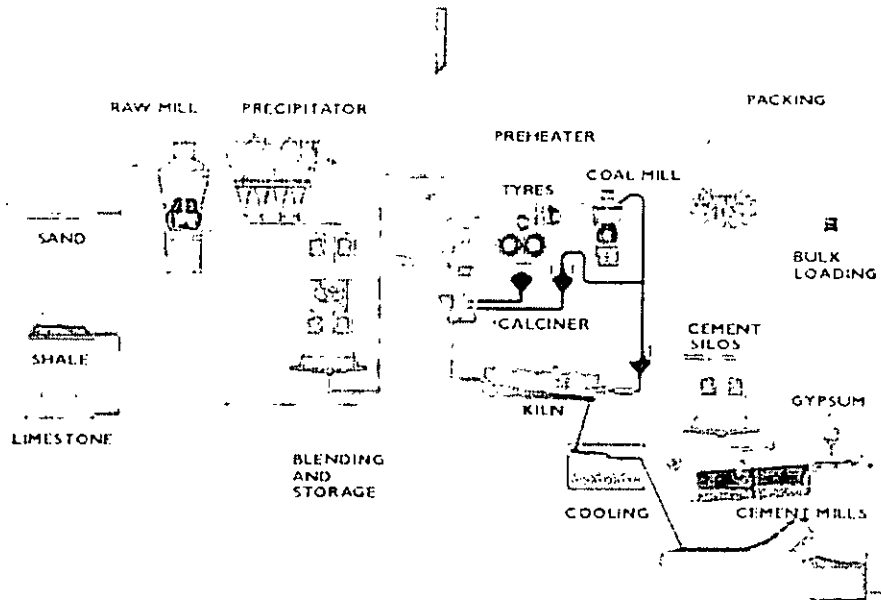 RAW MILL
PRECIPITATOR
PACKING
PREHEATER
COAL MILL
TYRES
SAND
BULK
LOADING
CALCINER
CEMENT
SILOS
SHALE
KILN
GYPSUM
LIMESTONE
BLENDING
AND
STORAGE
COOLING
CEMENT MILLS